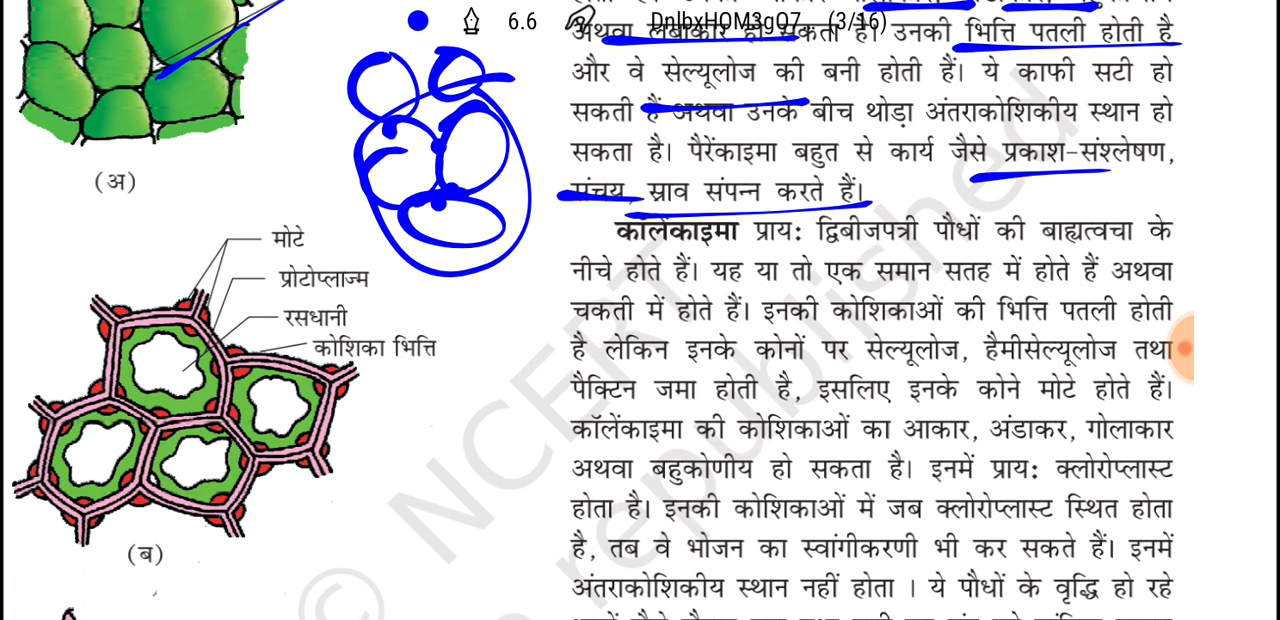 6.6 DnlbxHOM3gO7 (3/16)
अथवा लंबाकार हो सकती है। उनकी भित्ति पतली होती है
और वे सेल्यूलोज की बनी होती हैं। ये काफी सटी हो
सकती हैं अथवा उनके बीच थोड़ा अंतराकोशिकीय स्थान हो
सकता है। पैरेंकाइमा बहुत से कार्य जैसे प्रकाश-संश्लेषण,
संचय, स्राव संपन्न करते हैं।
(अ)
कॉलेंकाइमा प्राय: द्विबीजपत्री पौधों की बाह्यत्वचा के
नीचे होते हैं। यह या तो एक समान सतह में होते हैं अथवा
चकती में होते हैं। इनकी कोशिकाओं की भित्ति पतली होती
है लेकिन इनके कोनों पर सेल्यूलोज, हैमीसेल्यूलोज तथा
पैक्टिन जमा होती है, इसलिए इनके कोने मोटे होते हैं।
कॉलेंकाइमा की कोशिकाओं का आकार, अंडाकर, गोलाकार
अथवा बहुकोणीय हो सकता है। इनमें प्राय: क्लोरोप्लास्ट
होता है। इनकी कोशिकाओं में जब क्लोरोप्लास्ट स्थित होता
है, तब वे भोजन का स्वांगीकरणी भी कर सकते हैं। इनमें
अंतराकोशिकीय स्थान नहीं होता । ये पौधों के वृद्धि हो रहे
मोटे
प्रोटोप्लाज्म
रसधानी
कोशिका भित्ति
(ब)
© NCERT
republished